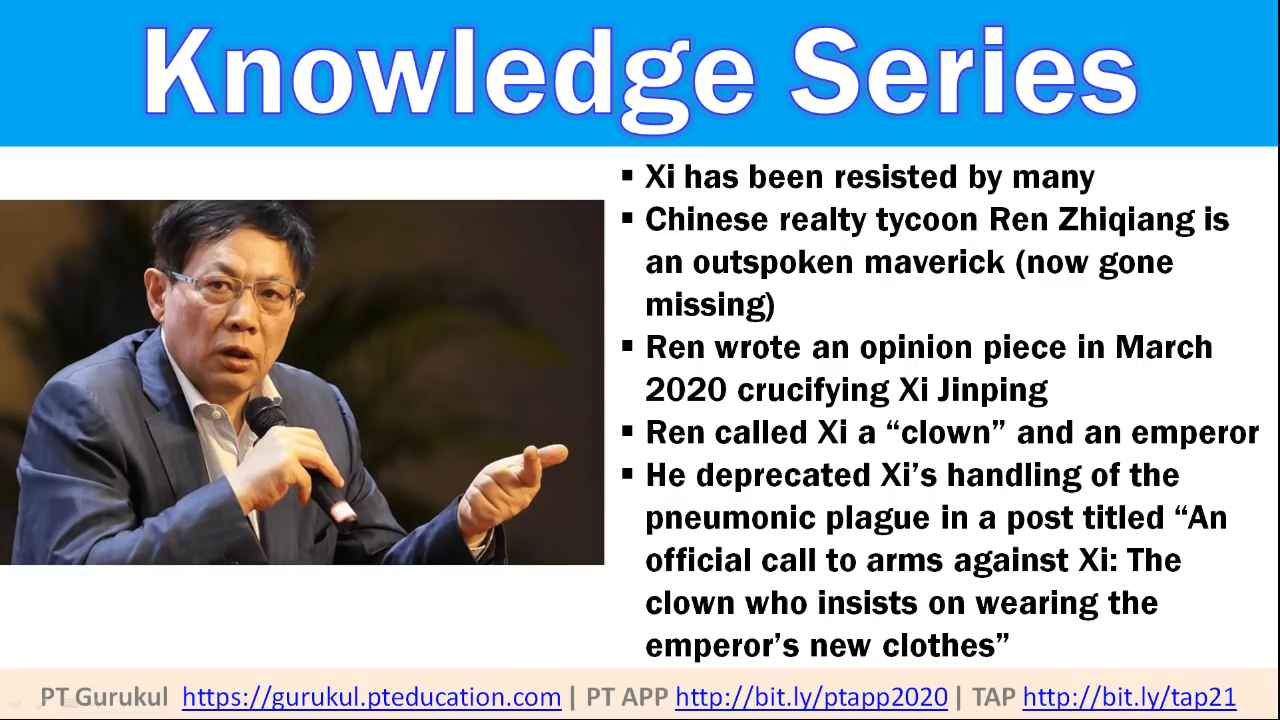 Knowledge Series
▪ Xi has been resisted by many
▪ Chinese realty tycoon Ren Zhiqiang is
an outspoken maverick (now gone
missing)
▪ Ren wrote an opinion piece in March
2020 crucifying Xi Jinping
▪ Ren called Xi a “clown” and an emperor
▪ He deprecated Xi’s handling of the
pneumonic plague in a post titled “An
official call to arms against Xi: The
clown who insists on wearing the
emperor’s new clothes”
PT Gurukul https://gurukul.pteducation.com | PT APP http://bit.ly/ptapp2020 | TAP http://bit.ly/tap21